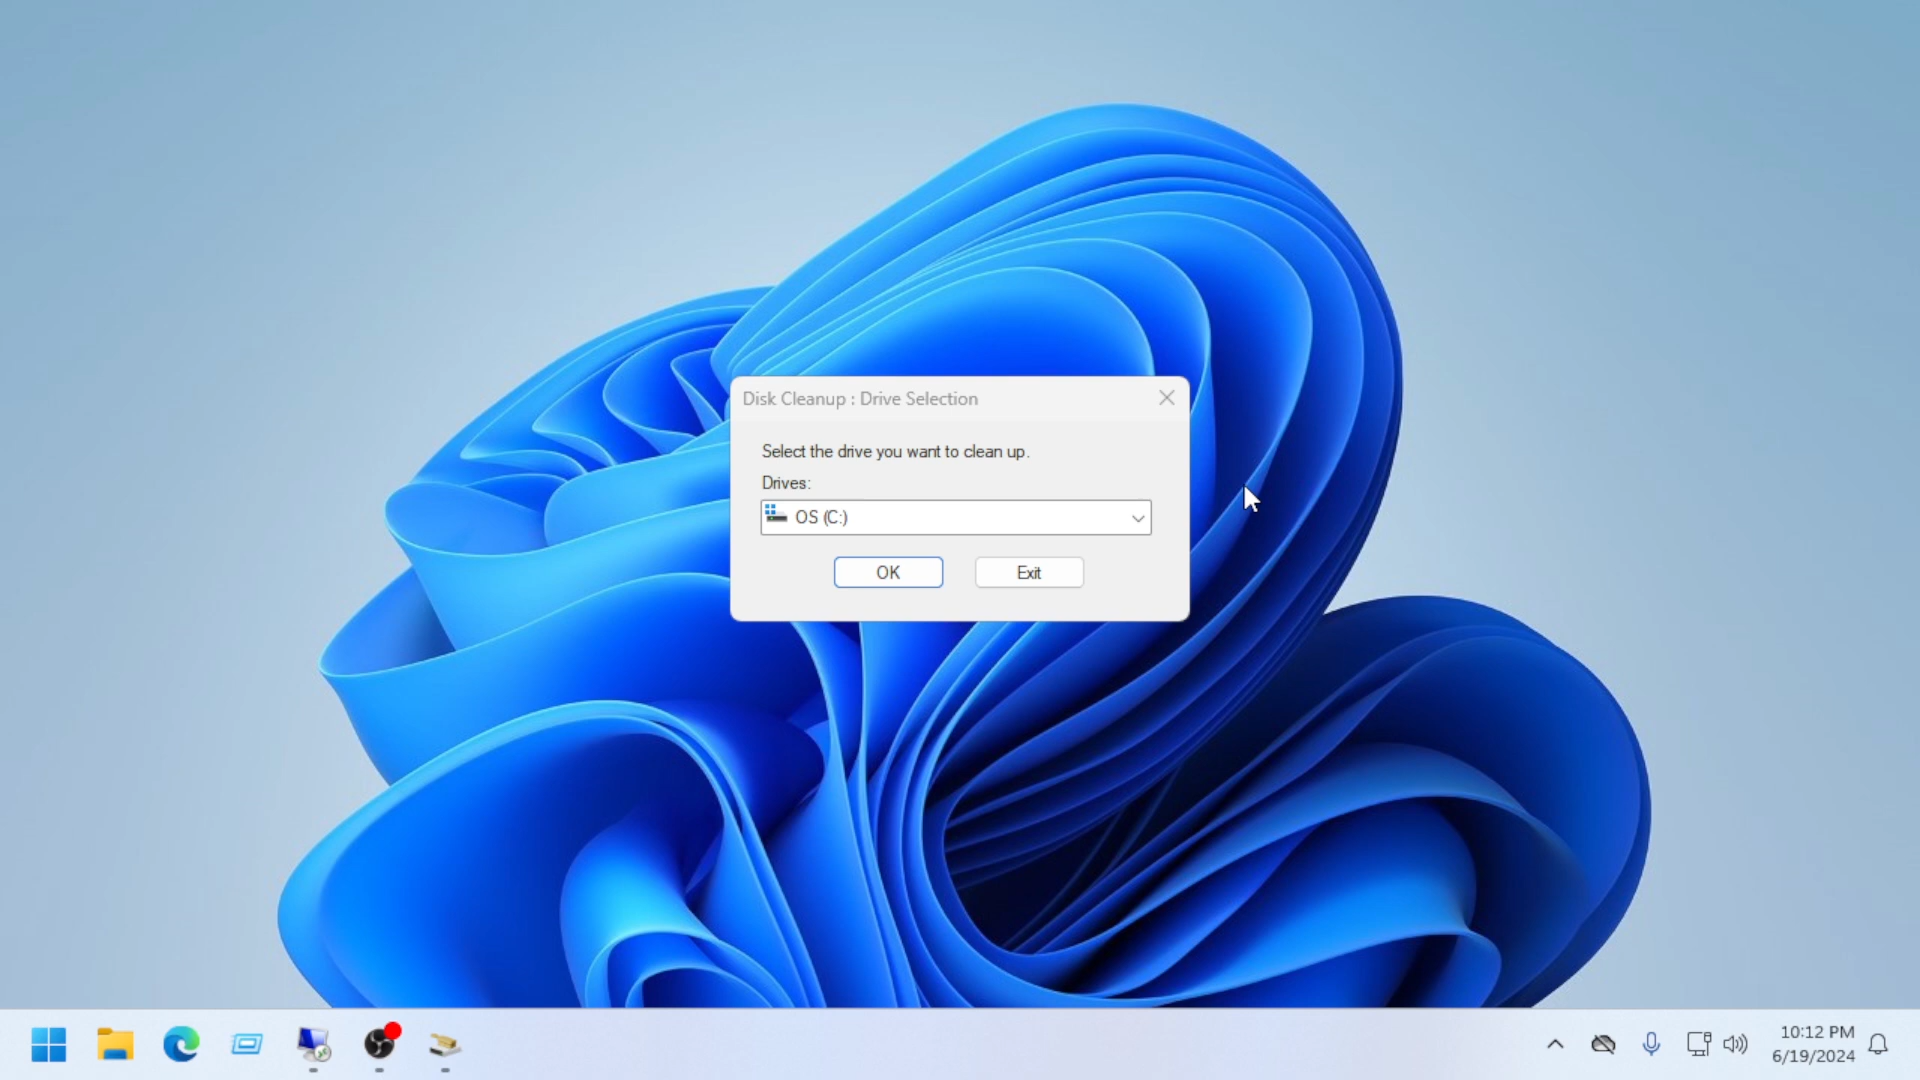 Disk Cleanup : Drive Selection
Select the drive you want to clean up.
Drives:
OS (C:)
OK
Exit
10:12 PM
6/19/2024